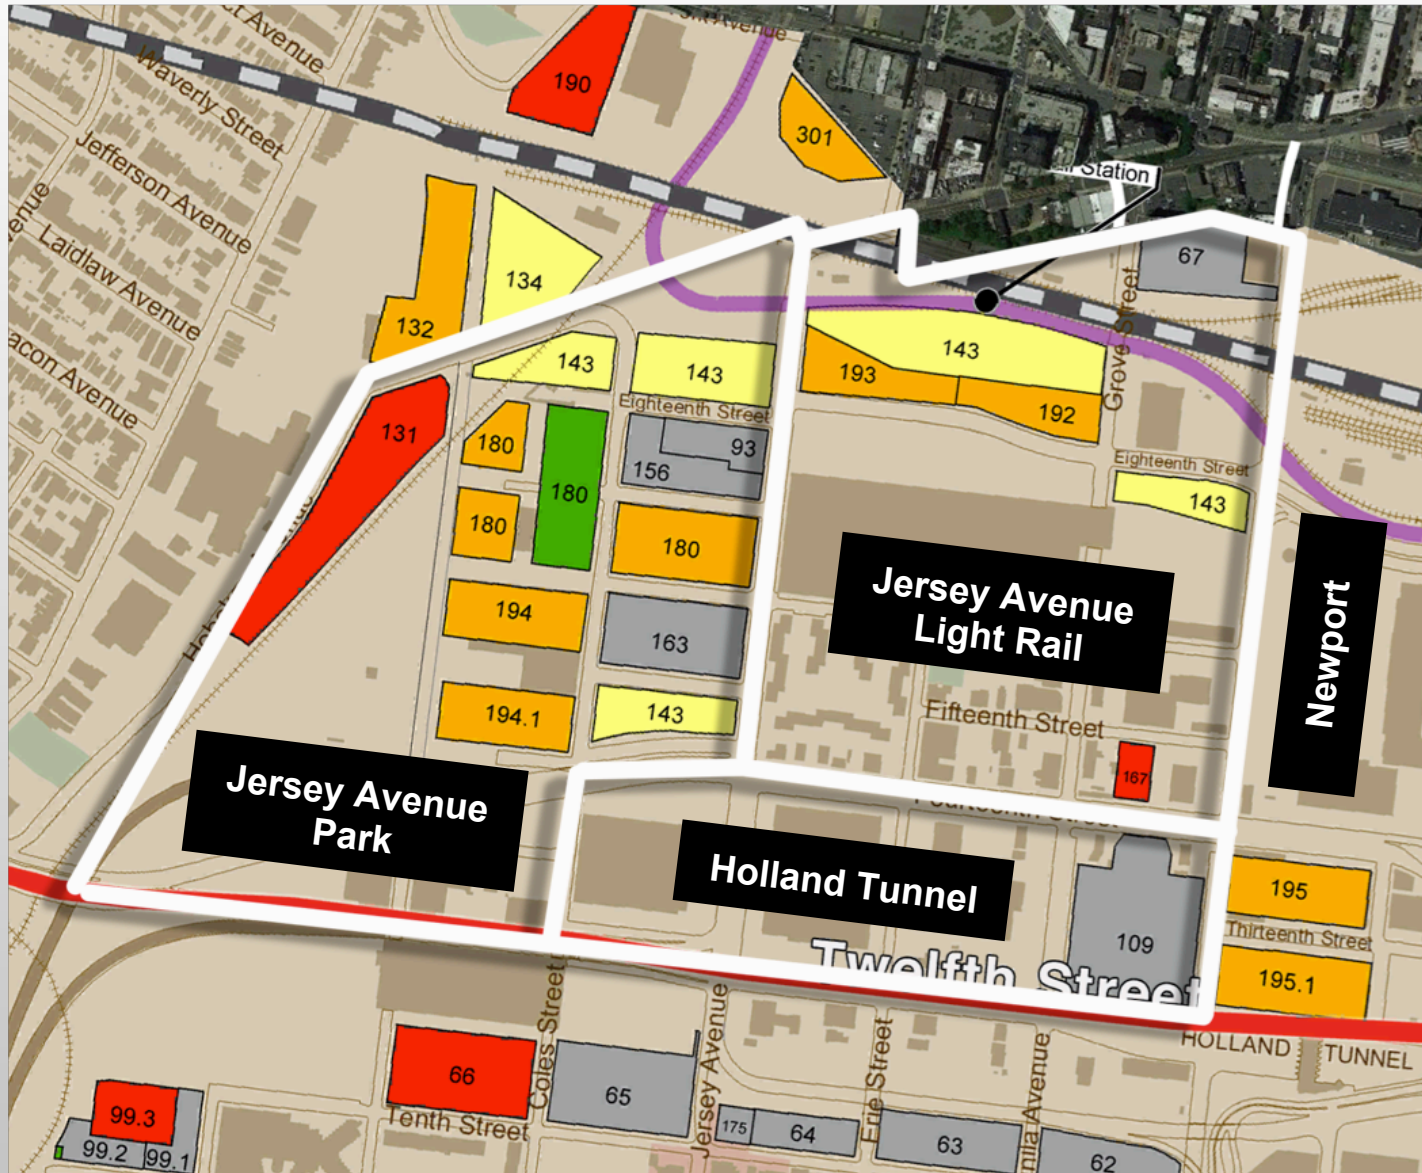 Avenue
Waverly Street
Jefferson Avenue
Laidlaw Avenue
acon Avenue
190
301
Station
67
134
132
143
143
143
193
192
Grove Street
Eighteenth Street
Eighteenth Street
131
180
180
93
156
143
180
180
194
163
194.1
143
Jersey Avenue
Light Rail
Newport
Fifteenth Street
167
Jersey Avenue
Park
Fourteenth Street
Holland Tunnel
109
195
Thirteenth Street
195.1
Twelfth Street
HOLLAND TUNNEL
Coles Street
Jersey Avenue
Erie Street
Avenue
66
65
Tenth Street
99.3
99.2
99.1
175
64
63
62